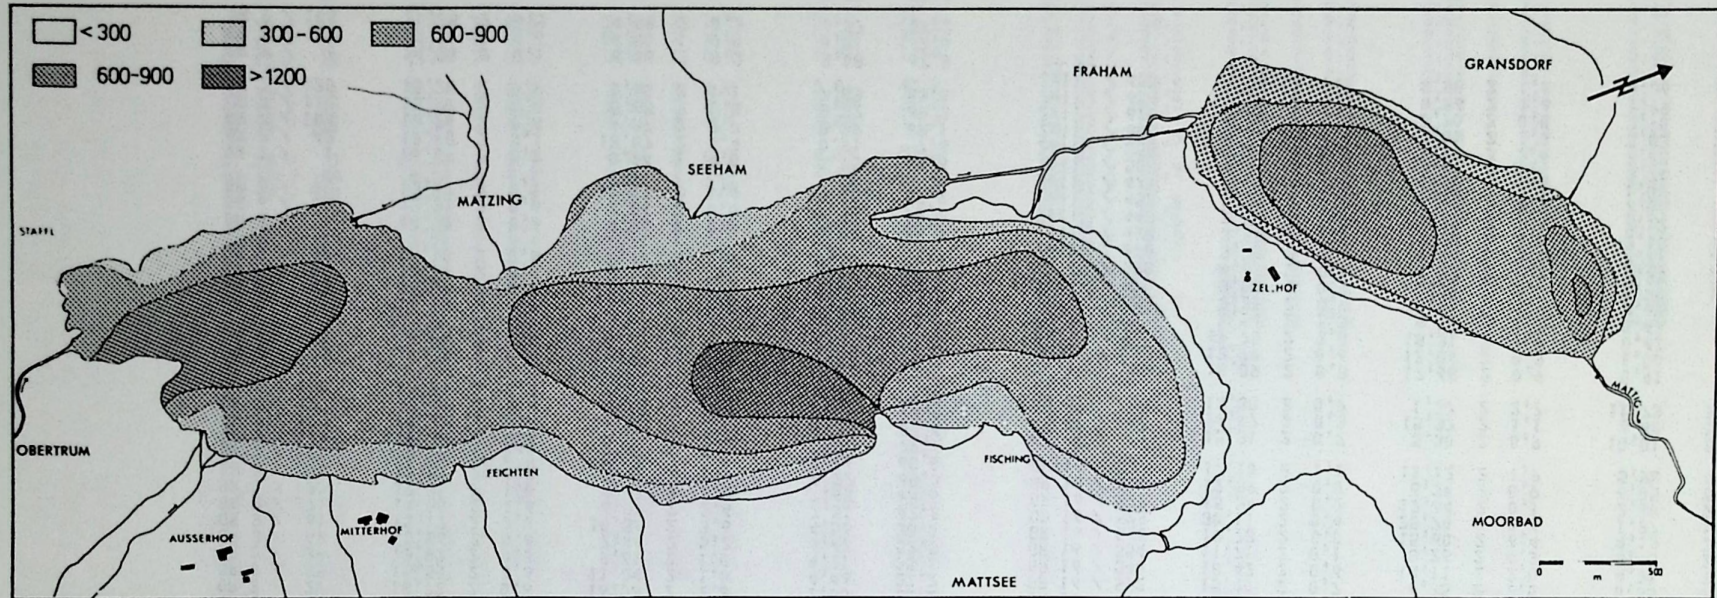 < 300 300-600 600-900
600-900 >1200
FRAHAM
GRANSDORF
SEEHAM
MATZING
STAFFL
ZEL.HOF
MATTIG
OBERTRUM
FEICHTEN
FISCHING
AUSSERHOF
MITTERHOF
MOORBAD
MATTSEE
0 m 500